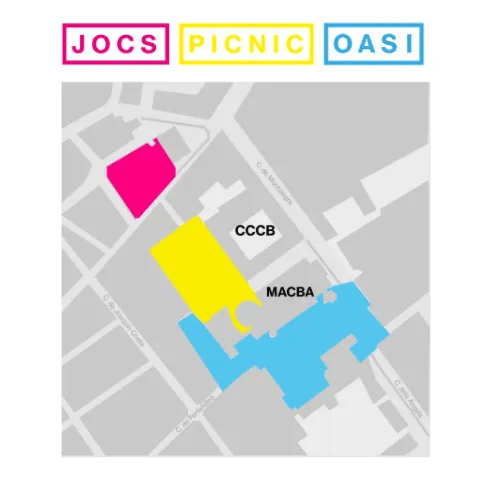 JOCS PICNIC OASI
C. de Montalegre
CCCB
MACBA
C. de Joaquín Costa
C. de Ferlandina
C. dels Àngels